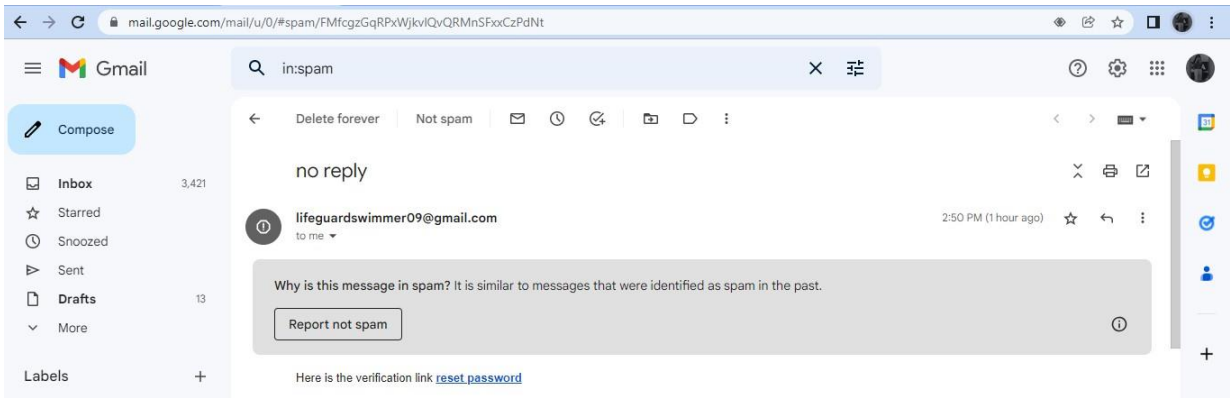 mail.google.com/mail/u/0/#spam/FMfcgzGqRPxWjkvlQvQRMnSFxxCzPdNt
Gmail
in:spam
Compose
Delete forever
Not spam
no reply
Inbox 3,421
lifeguardswimmer09@gmail.com 2:50 PM (1 hour ago)
Starred
to me
Snoozed
Sent
Why is this message in spam? It is similar to messages that were identified as spam in the past.
Drafts 13
Report not spam
More
Labels
Here is the verification link reset password
31